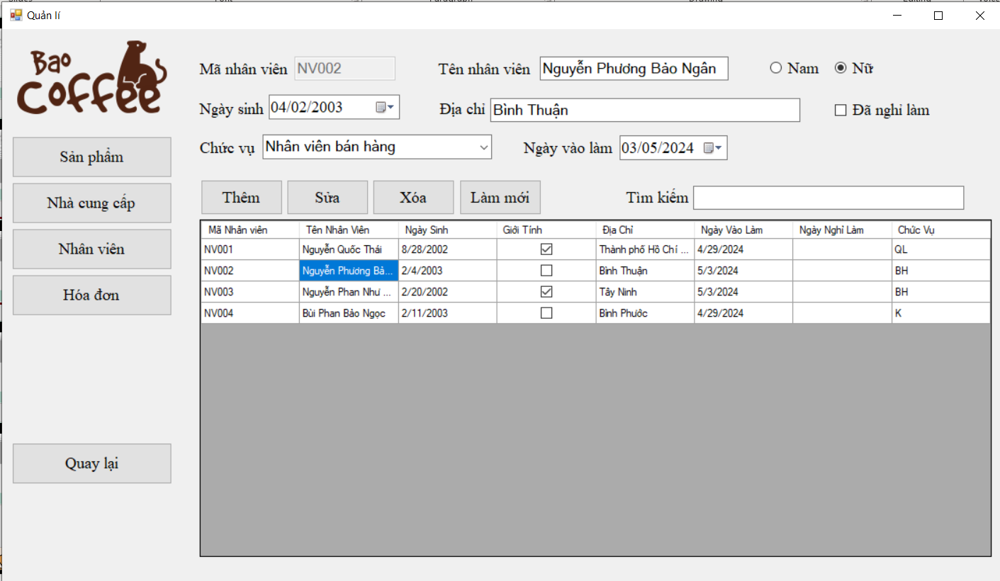 Quản lí
Bao
Coffee
Mã nhân viên NV002 Tên nhân viên Nguyễn Phương Bảo Ngân Nam Nữ
Ngày sinh 04/02/2003 Địa chỉ Bình Thuận Đã nghỉ làm
Chức vụ Nhân viên bán hàng Ngày vào làm 03/05/2024
Sản phẩm
Nhà cung cấp
Nhân viên
Hóa đơn
Quay lại
Thêm Sửa Xóa Làm mới Tìm kiếm
Mã Nhân viên Tên Nhân Viên Ngày Sinh Giới Tính Địa Chỉ Ngày Vào Làm Ngày Nghỉ Làm Chức Vụ
NV001 Nguyễn Quốc Thái 8/28/2002 Thành phố Hồ Chí ... 4/29/2024 QL
NV002 Nguyễn Phương Bả... 2/4/2003 Bình Thuận 5/3/2024 BH
NV003 Nguyễn Phan Như ... 2/20/2002 Tây Ninh 5/3/2024 BH
NV004 Bùi Phan Bảo Ngọc 2/11/2003 Bình Phước 4/29/2024 K